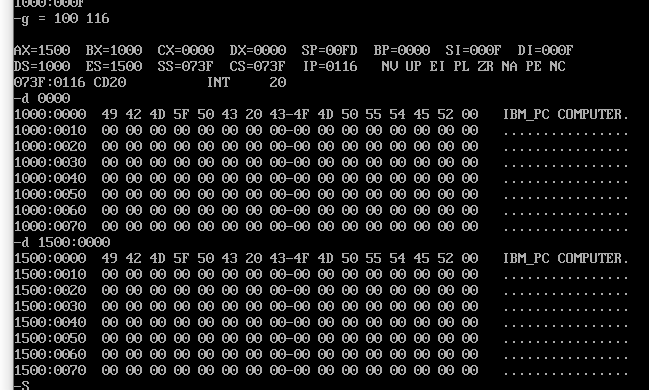 1000:000F
-g = 100 116
AX=1500  BX=1000  CX=0000  DX=0000  SP=00FD  BP=0000  SI=000F  DI=000F
DS=1000  ES=1500  SS=073F  CS=073F  IP=0116   NV UP EI PL ZR NA PE NC
073F:0116 CD20          INT     20
-d 0000
1000:0000  49 42 4D 5F 50 43 20 43-4F 4D 50 55 54 45 52 00   IBM_PC COMPUTER.
1000:0010  00 00 00 00 00 00 00 00-00 00 00 00 00 00 00 00   ................
1000:0020  00 00 00 00 00 00 00 00-00 00 00 00 00 00 00 00   ................
1000:0030  00 00 00 00 00 00 00 00-00 00 00 00 00 00 00 00   ................
1000:0040  00 00 00 00 00 00 00 00-00 00 00 00 00 00 00 00   ................
1000:0050  00 00 00 00 00 00 00 00-00 00 00 00 00 00 00 00   ................
1000:0060  00 00 00 00 00 00 00 00-00 00 00 00 00 00 00 00   ................
1000:0070  00 00 00 00 00 00 00 00-00 00 00 00 00 00 00 00   ................
-d 1500:0000
1500:0000  49 42 4D 5F 50 43 20 43-4F 4D 50 55 54 45 52 00   IBM_PC COMPUTER.
1500:0010  00 00 00 00 00 00 00 00-00 00 00 00 00 00 00 00   ................
1500:0020  00 00 00 00 00 00 00 00-00 00 00 00 00 00 00 00   ................
1500:0030  00 00 00 00 00 00 00 00-00 00 00 00 00 00 00 00   ................
1500:0040  00 00 00 00 00 00 00 00-00 00 00 00 00 00 00 00   ................
1500:0050  00 00 00 00 00 00 00 00-00 00 00 00 00 00 00 00   ................
1500:0060  00 00 00 00 00 00 00 00-00 00 00 00 00 00 00 00   ................
1500:0070  00 00 00 00 00 00 00 00-00 00 00 00 00 00 00 00   ................
-S